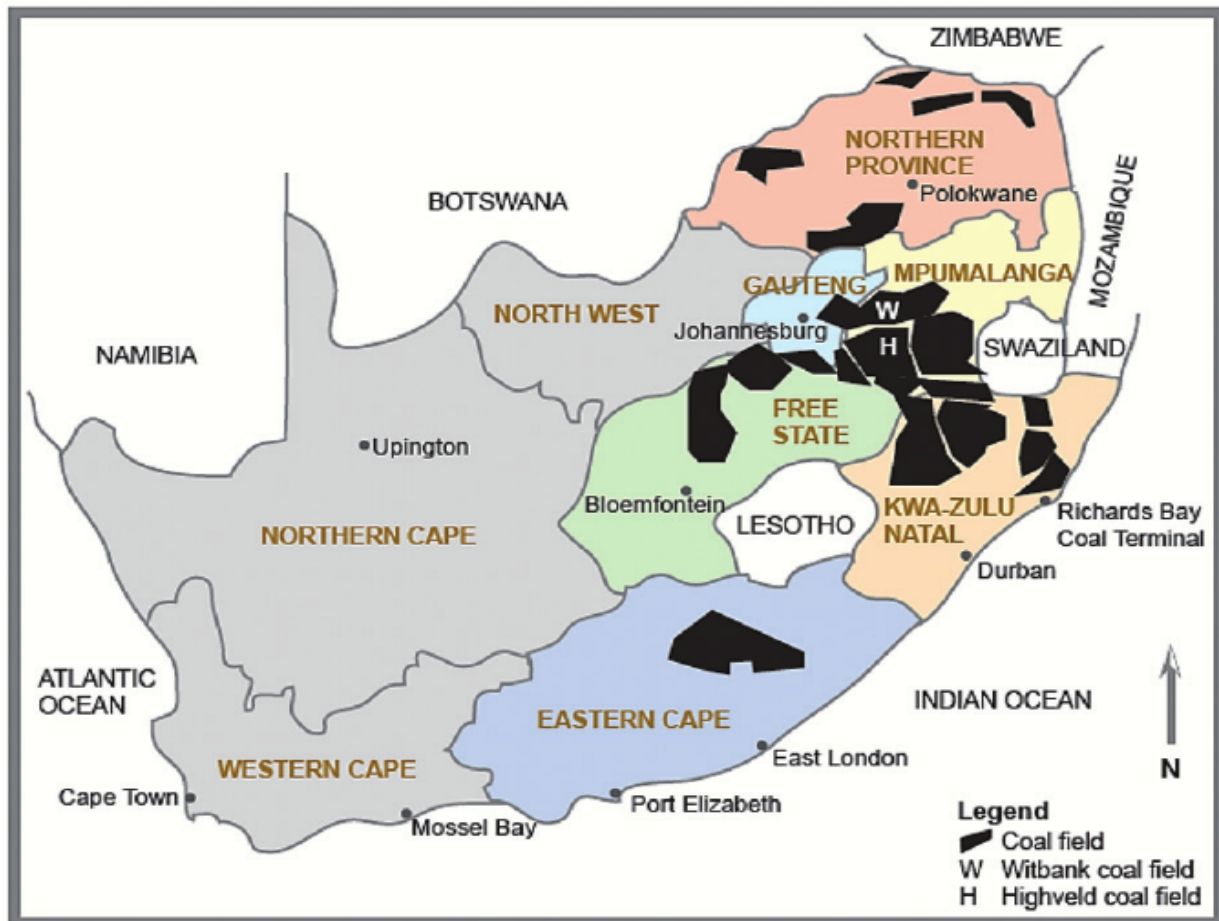 ZIMBABWE
NORTHERN
PROVINCE
Polokwane
MOZAMBIQUE
BOTSWANA
MPUMALANGA
GAUTENG
NORTH WEST
W
Johannesburg
H
SWAZILAND
NAMIBIA
FREE
STATE
Upington
Bloemfontein
LESOTHO
KWA-ZULU
NATAL
Richards Bay
Coal Terminal
NORTHERN CAPE
Durban
ATLANTIC
OCEAN
INDIAN OCEAN
EASTERN CAPE
East London
WESTERN CAPE
N
Cape Town
Port Elizabeth
Mossel Bay
Legend
Coal field
W Witbank coal field
H Highveld coal field